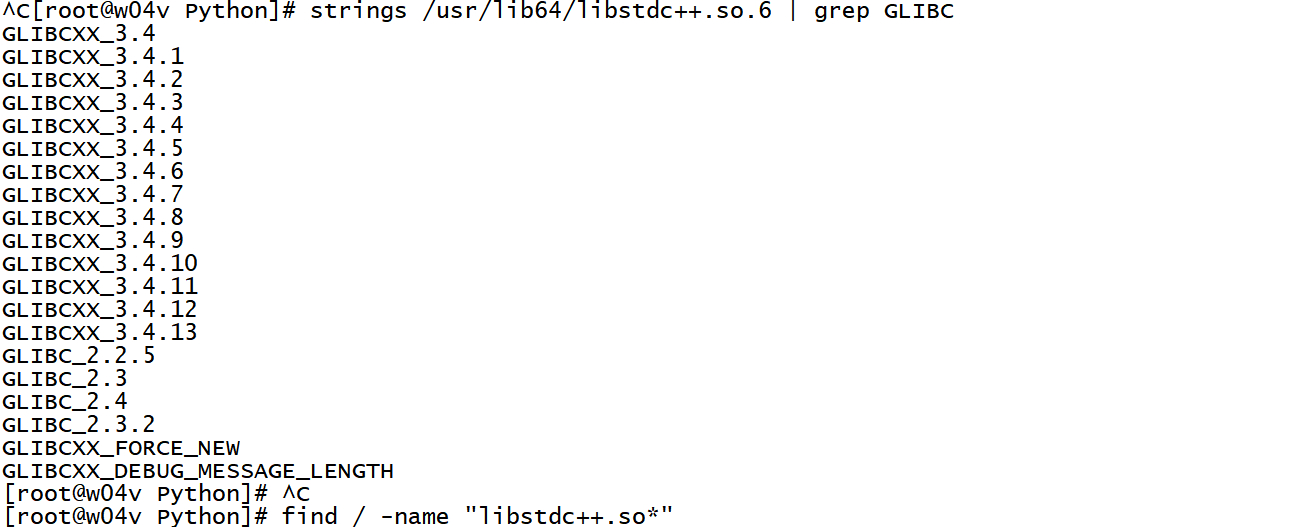 ^C[root@w04v Python]# strings /usr/lib64/libstdc++.so.6 | grep GLIBC
GLIBCXX_3.4
GLIBCXX_3.4.1
GLIBCXX_3.4.2
GLIBCXX_3.4.3
GLIBCXX_3.4.4
GLIBCXX_3.4.5
GLIBCXX_3.4.6
GLIBCXX_3.4.7
GLIBCXX_3.4.8
GLIBCXX_3.4.9
GLIBCXX_3.4.10
GLIBCXX_3.4.11
GLIBCXX_3.4.12
GLIBCXX_3.4.13
GLIBC_2.2.5
GLIBC_2.3
GLIBC_2.4
GLIBC_2.3.2
GLIBCXX_FORCE_NEW
GLIBCXX_DEBUG_MESSAGE_LENGTH
[root@w04v Python]# ^C
[root@w04v Python]# find / -name "libstdc++.so*"